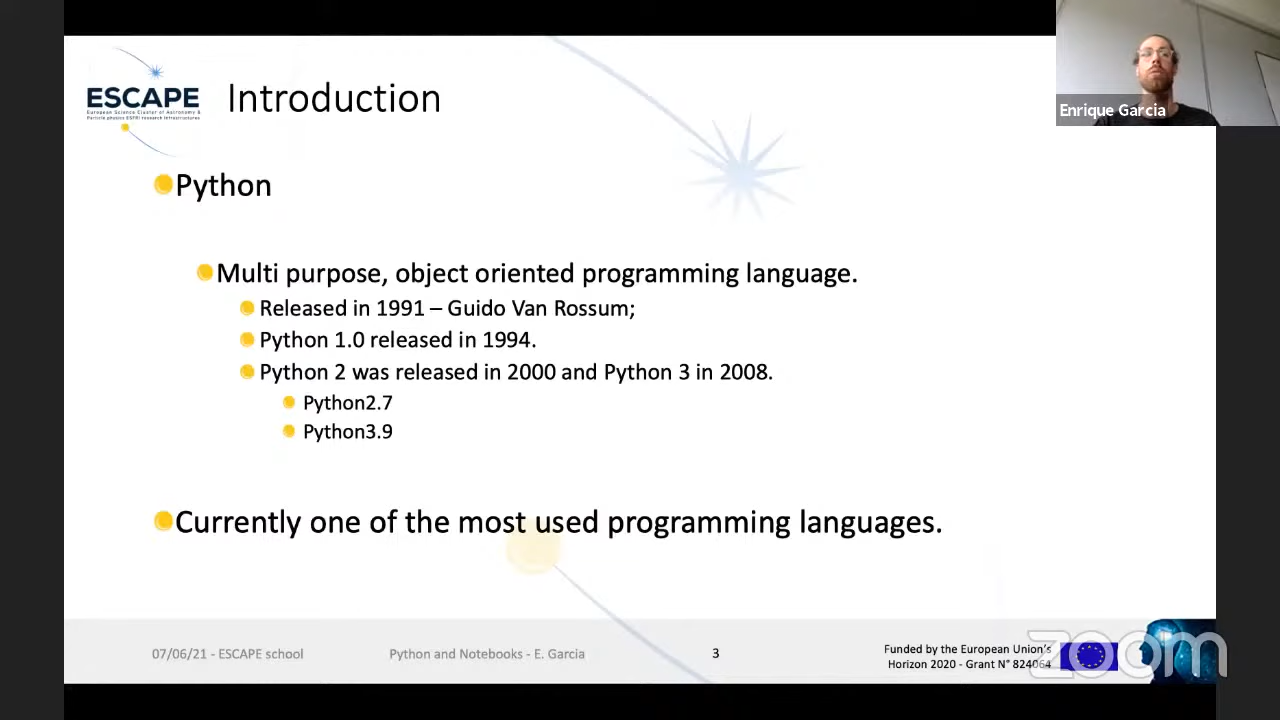 ESCAPE
European Science Cluster of Astronomy &
Particle physics ESFRI research Infrastructures
Introduction
Enrique Garcia
Python
Multi purpose, object oriented programming language.
Released in 1991 – Guido Van Rossum;
Python 1.0 released in 1994.
Python 2 was released in 2000 and Python 3 in 2008.
Python2.7
Python3.9
Currently one of the most used programming languages.
07/06/21 - ESCAPE school
Python and Notebooks - E. Garcia
3
Funded by the European Union's
Horizon 2020 - Grant N° 824064
zoom